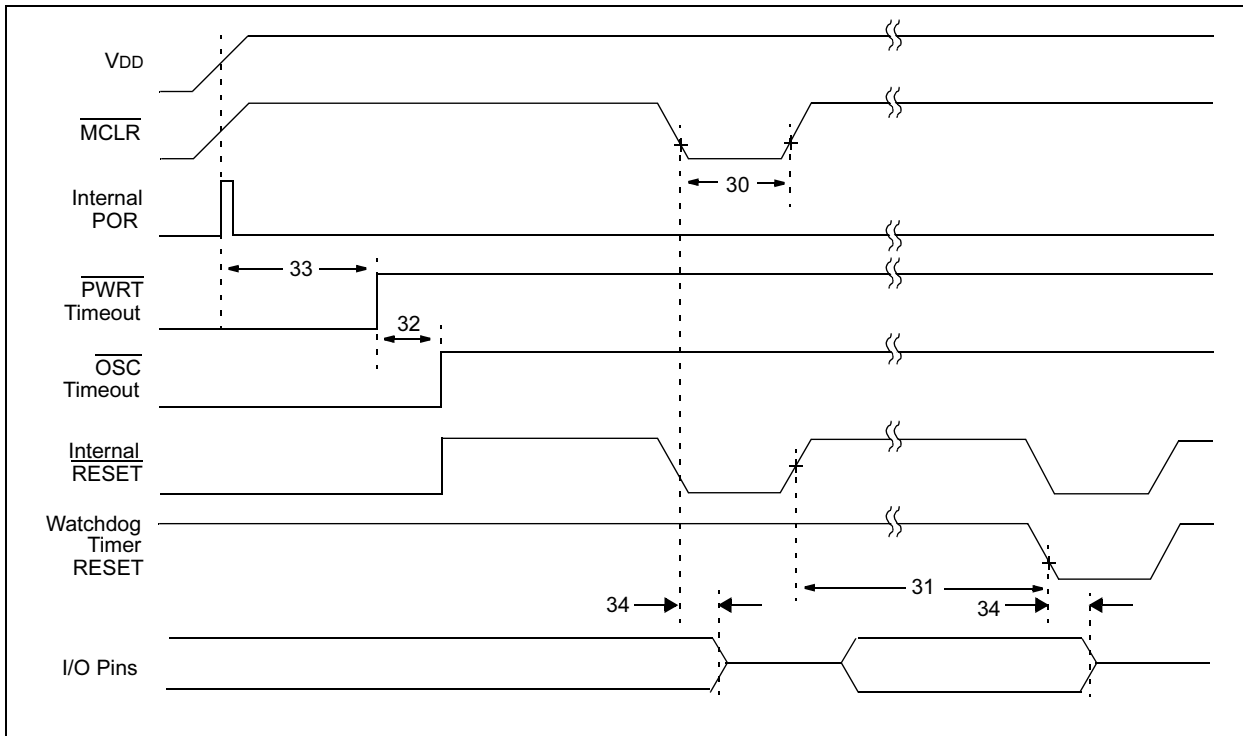 VDD
MCLR
30
Internal
POR
33
PWRT
Timeout
32
OSC
Timeout
Internal
RESET
Watchdog
Timer
RESET
31
34
34
I/O Pins